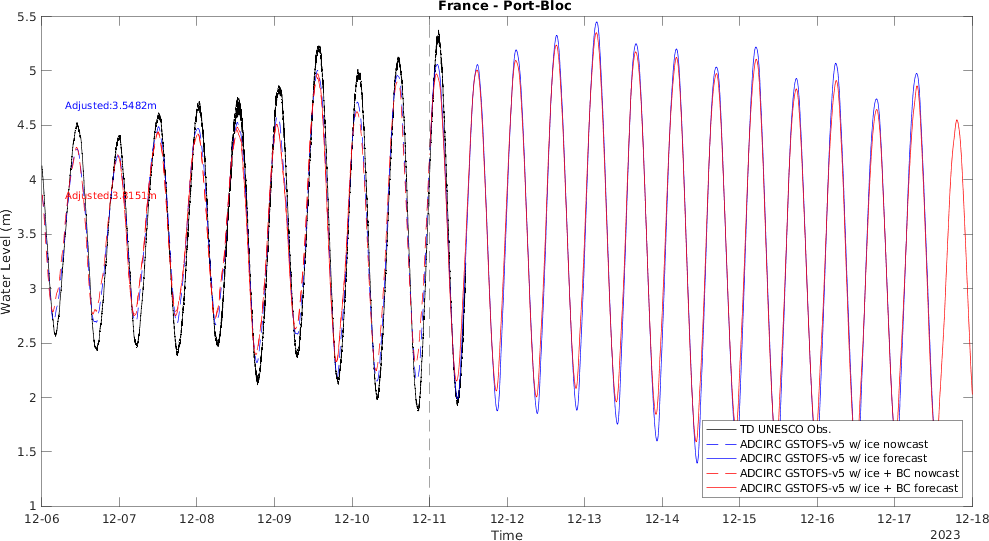 France - Port-Bloc
5.5
5
4.5
4
3.5
3
2.5
2
1.5
1
Water Level (m)
Adjusted:3.5482m
TD UNESCO Obs.
ADCIRC GSTOFS-v5 w/ ice nowcast
ADCIRC GSTOFS-v5 w/ ice forecast
ADCIRC GSTOFS-v5 w/ ice + BC nowcast
ADCIRC GSTOFS-v5 w/ ice + BC forecast
12-06 12-07 12-08 12-09 12-10 12-11 12-12 12-13 12-14 12-15 12-16 12-17 12-18
Time
2023